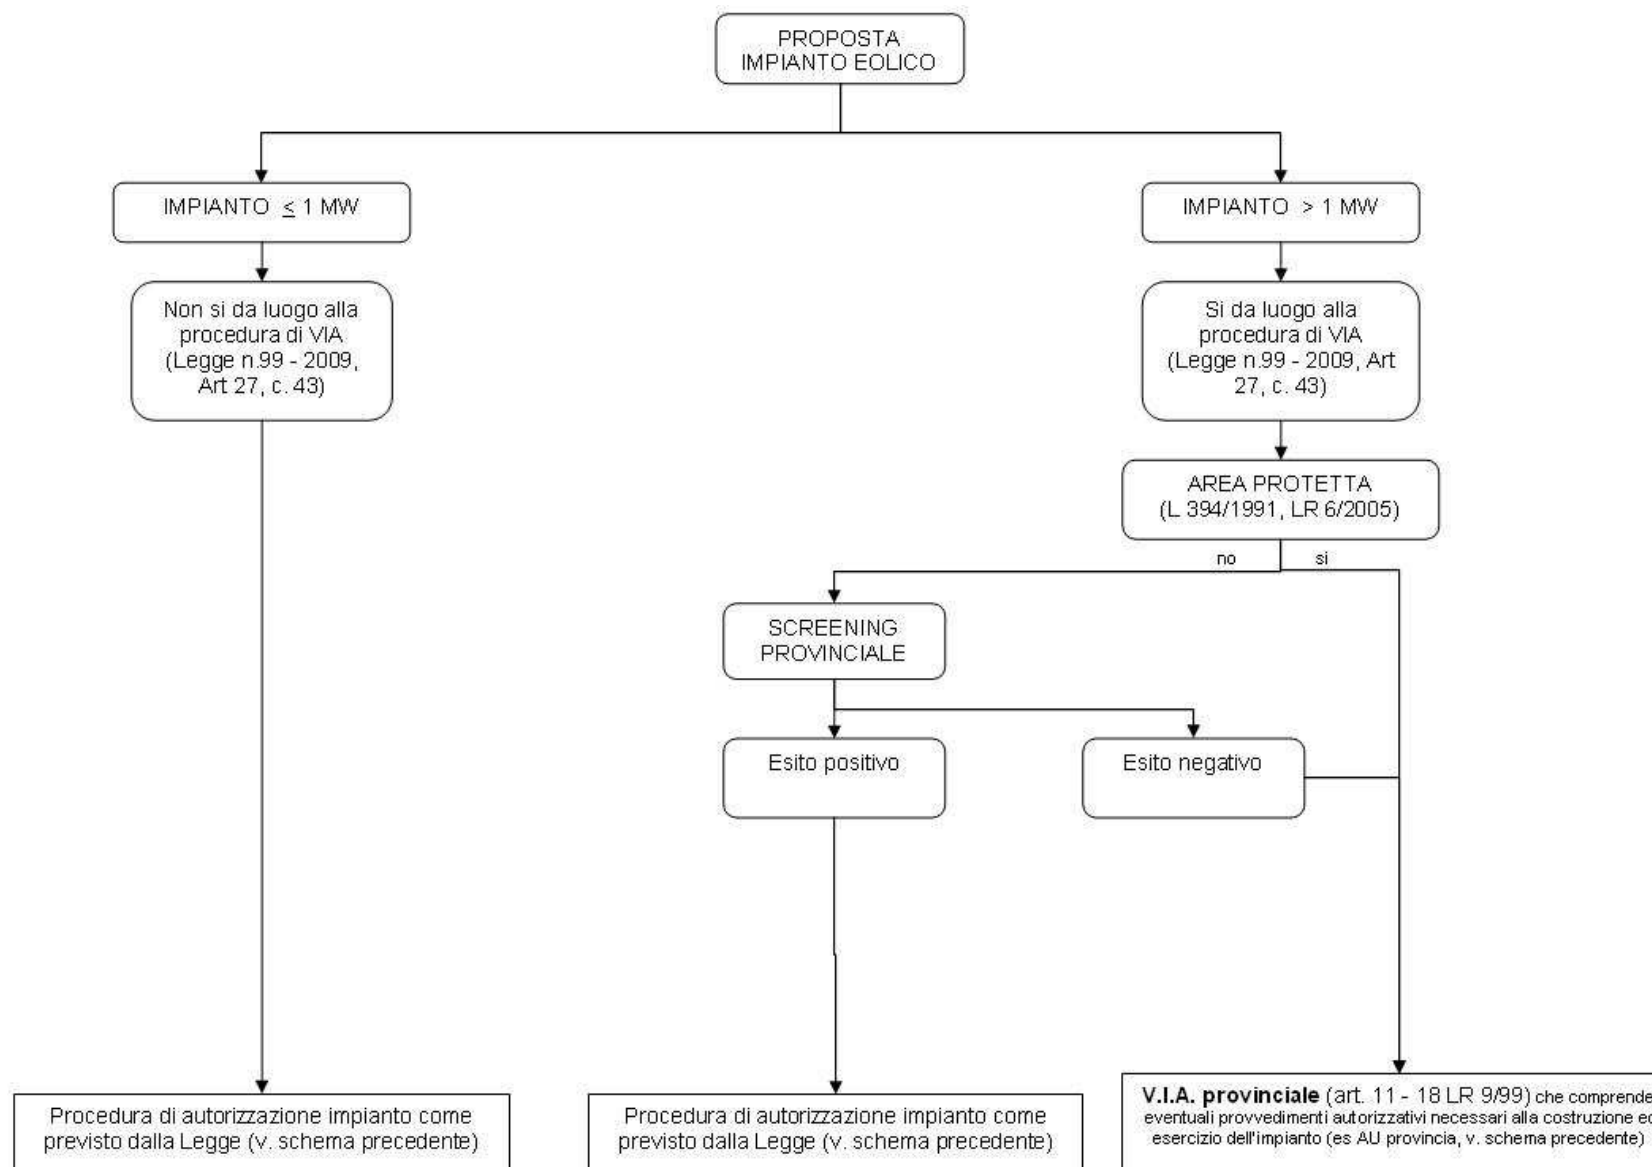 PROPOSTA
IMPIANTO EOLICO
IMPIANTO ≤ 1 MW
IMPIANTO > 1 MW
Non si da luogo alla
procedura di VIA
(Legge n.99 - 2009,
Art 27, c. 43)
Si da luogo alla
procedura di VIA
(Legge n.99 - 2009, Art
27, c. 43)
AREA PROTETTA
(L 394/1991, LR 6/2005)
no
si
SCREENING
PROVINCIALE
Esito positivo
Esito negativo
Procedura di autorizzazione impianto come
previsto dalla Legge (v. schema precedente)
Procedura di autorizzazione impianto come
previsto dalla Legge (v. schema precedente)
V.I.A. provinciale (art. 11 - 18 LR 9/99) che comprende
eventuali provvedimenti autorizzativi necessari alla costruzione ed
esercizio dell'impianto (es AU provincia, v. schema precedente)